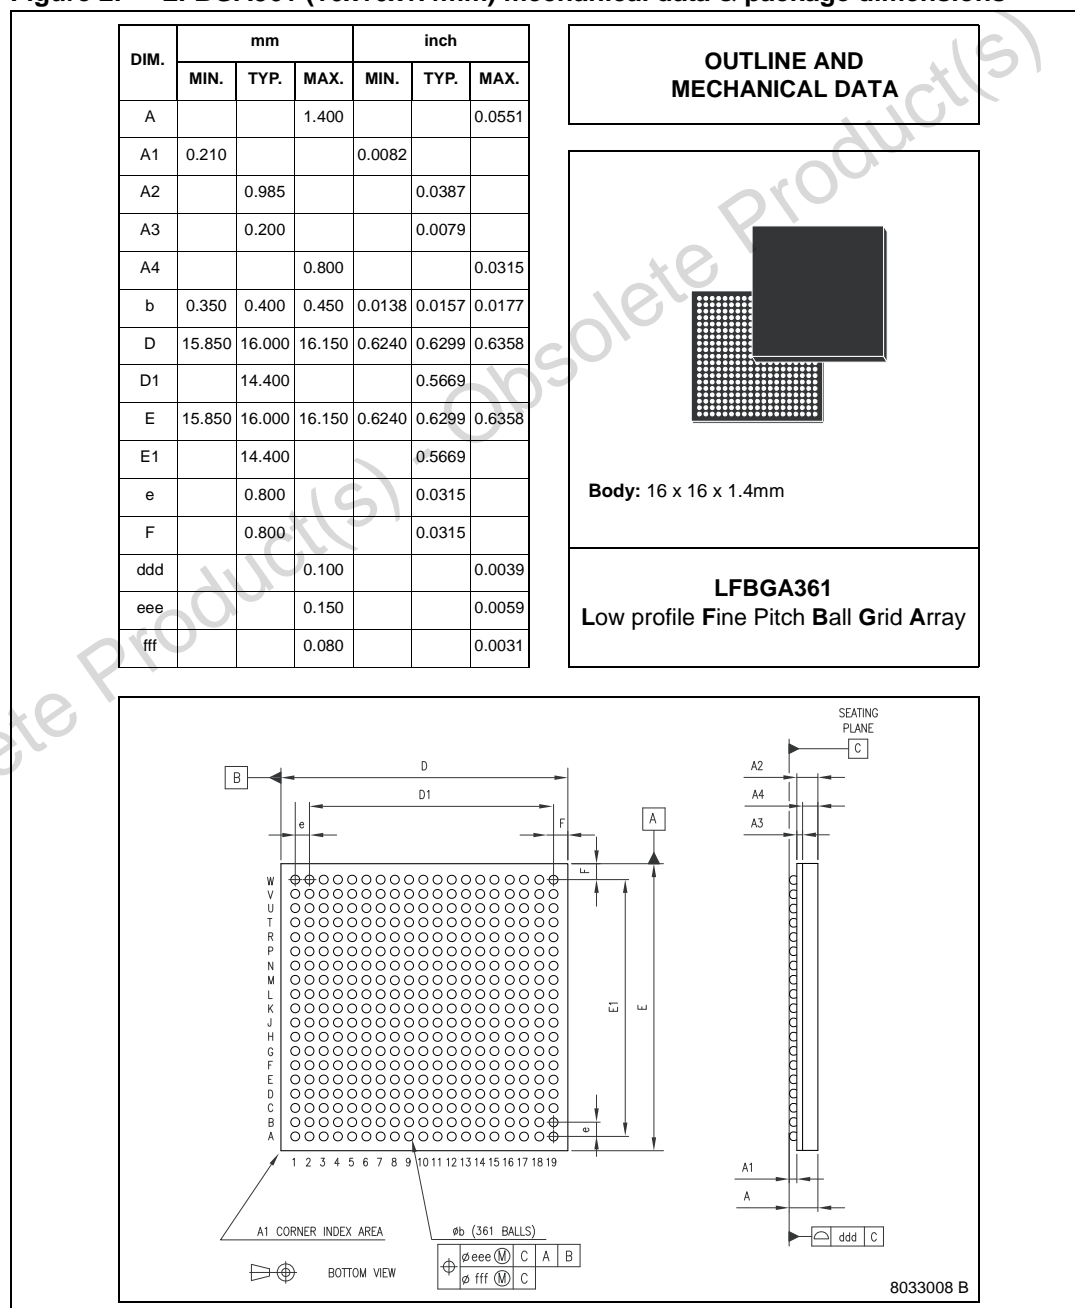 DIM. mm inch
MIN. TYP. MAX. MIN. TYP. MAX.
A 1.400 0.0551
A1 0.210 0.0082
A2 0.985 0.0387
A3 0.200 0.0079
A4 0.800 0.0315
b 0.350 0.400 0.450 0.0138 0.0157 0.0177
D 15.850 16.000 16.150 0.6240 0.6299 0.6358
D1 14.400 0.5669
E 15.850 16.000 16.150 0.6240 0.6299 0.6358
E1 14.400 0.5669
e 0.800 0.0315
F 0.800 0.0315
ddd 0.100 0.0039
eee 0.150 0.0059
fff 0.080 0.0031
OUTLINE AND
MECHANICAL DATA
Body: 16 x 16 x 1.4mm
LFBGA361
Low profile Fine Pitch Ball Grid Array
SEATING
PLANE
C
B
D
D1
A
e
F
F
A2
A4
A3
W
V
U
T
R
P
N
M
L
K
J
H
G
F
E
D
C
B
A
E1
E
e
1 2 3 4 5 6 7 8 9 10 11 12 13 14 15 16 17 18 19
A1
A
A1 CORNER INDEX AREA
øb (361 BALLS)
ø eee Ⓜ C A B
ø fff Ⓜ C
BOTTOM VIEW
ddd C
8033008 B
Obsolete Product(s) - Obsolete Product(s)